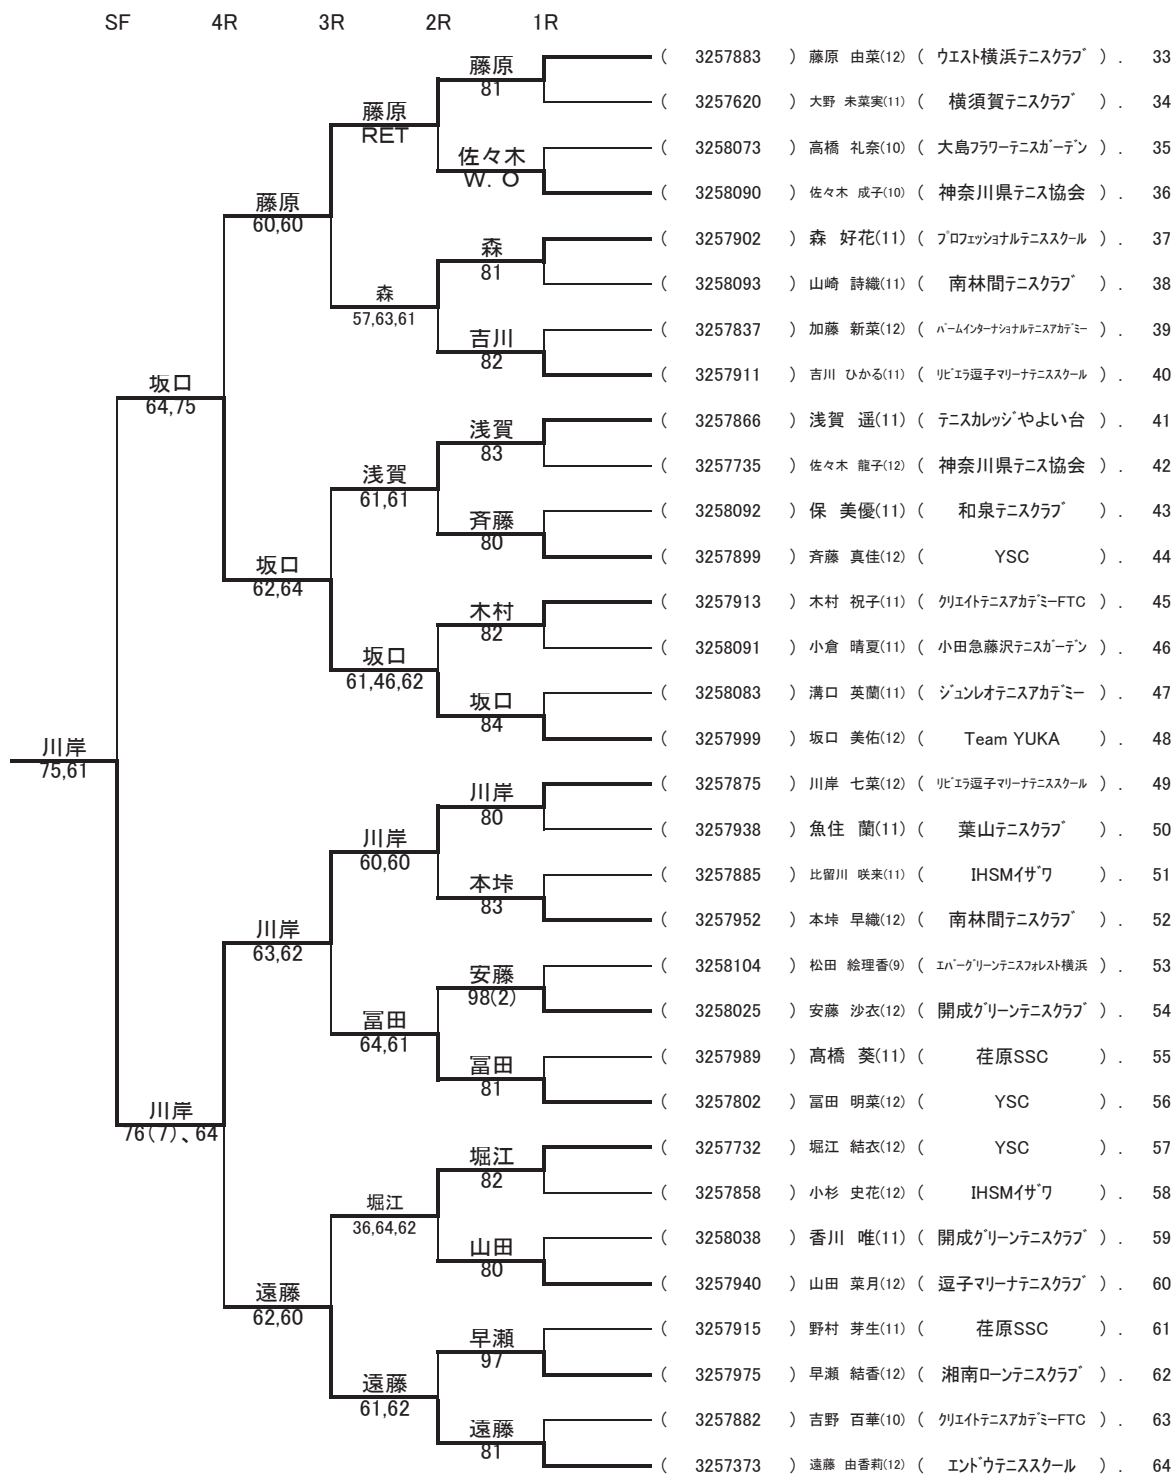 SF 4R 3R 2R 1R
( 3257883 ) 藤原 由菜(12) ( ウエスト横浜テニスクラブ ) . 33
藤原
81
( 3257620 ) 大野 未菜実(11) ( 横須賀テニスクラブ ) . 34
藤原
RET
( 3258073 ) 高橋 礼奈(10) ( 大島フラワーテニスガーデン ) . 35
佐々木
W.O
( 3258090 ) 佐々木 成子(10) ( 神奈川県テニス協会 ) . 36
藤原
60,60
( 3257902 ) 森 好花(11) ( プロフェッショナルテニススクール ) . 37
森
81
( 3258093 ) 山崎 詩織(11) ( 南林間テニスクラブ ) . 38
森
57,63,61
( 3257837 ) 加藤 新菜(12) ( パームインターナショナルテニスアカデミー ) . 39
吉川
82
( 3257911 ) 吉川 ひかる(11) ( リビエラ逗子マリーナテニススクール ) . 40
坂口
64,75
( 3257866 ) 浅賀 遥(11) ( テニスカレッジやよい台 ) . 41
浅賀
83
( 3257735 ) 佐々木 龍子(12) ( 神奈川県テニス協会 ) . 42
浅賀
61,61
( 3258092 ) 保 美優(11) ( 和泉テニスクラブ ) . 43
斉藤
80
( 3257899 ) 斉藤 真佳(12) ( YSC ) . 44
坂口
62,64
( 3257913 ) 木村 祝子(11) ( クリエイトテニスアカデミーFTC ) . 45
木村
82
( 3258091 ) 小倉 晴夏(11) ( 小田急藤沢テニスガーデン ) . 46
坂口
61,46,62
( 3258083 ) 溝口 英蘭(11) ( ジュンレオテニスアカデミー ) . 47
坂口
84
( 3257999 ) 坂口 美佑(12) ( Team YUKA ) . 48
川岸
75,61
( 3257875 ) 川岸 七菜(12) ( リビエラ逗子マリーナテニススクール ) . 49
川岸
80
( 3257938 ) 魚住 蘭(11) ( 葉山テニスクラブ ) . 50
川岸
60,60
( 3257885 ) 比留川 咲来(11) ( IHSMイザワ ) . 51
本垰
83
( 3257952 ) 本垰 早織(12) ( 南林間テニスクラブ ) . 52
川岸
63,62
( 3258104 ) 松田 絵理香(9) ( エバーグリーンテニスフォレスト横浜 ) . 53
安藤
98(2)
( 3258025 ) 安藤 沙衣(12) ( 開成グリーンテニスクラブ ) . 54
冨田
64,61
( 3257989 ) 髙橋 葵(11) ( 荏原SSC ) . 55
冨田
81
( 3257802 ) 冨田 明菜(12) ( YSC ) . 56
川岸
76(7)、64
( 3257732 ) 堀江 結衣(12) ( YSC ) . 57
堀江
82
( 3257858 ) 小杉 史花(12) ( IHSMイザワ ) . 58
堀江
36,64,62
( 3258038 ) 香川 唯(11) ( 開成グリーンテニスクラブ ) . 59
山田
80
( 3257940 ) 山田 菜月(12) ( 逗子マリーナテニスクラブ ) . 60
遠藤
62,60
( 3257915 ) 野村 芽生(11) ( 荏原SSC ) . 61
早瀬
97
( 3257975 ) 早瀬 結香(12) ( 湘南ローンテニスクラブ ) . 62
遠藤
61,62
( 3257882 ) 吉野 百華(10) ( クリエイトテニスアカデミーFTC ) . 63
遠藤
81
( 3257373 ) 遠藤 由香莉(12) ( エンドウテニススクール ) . 64